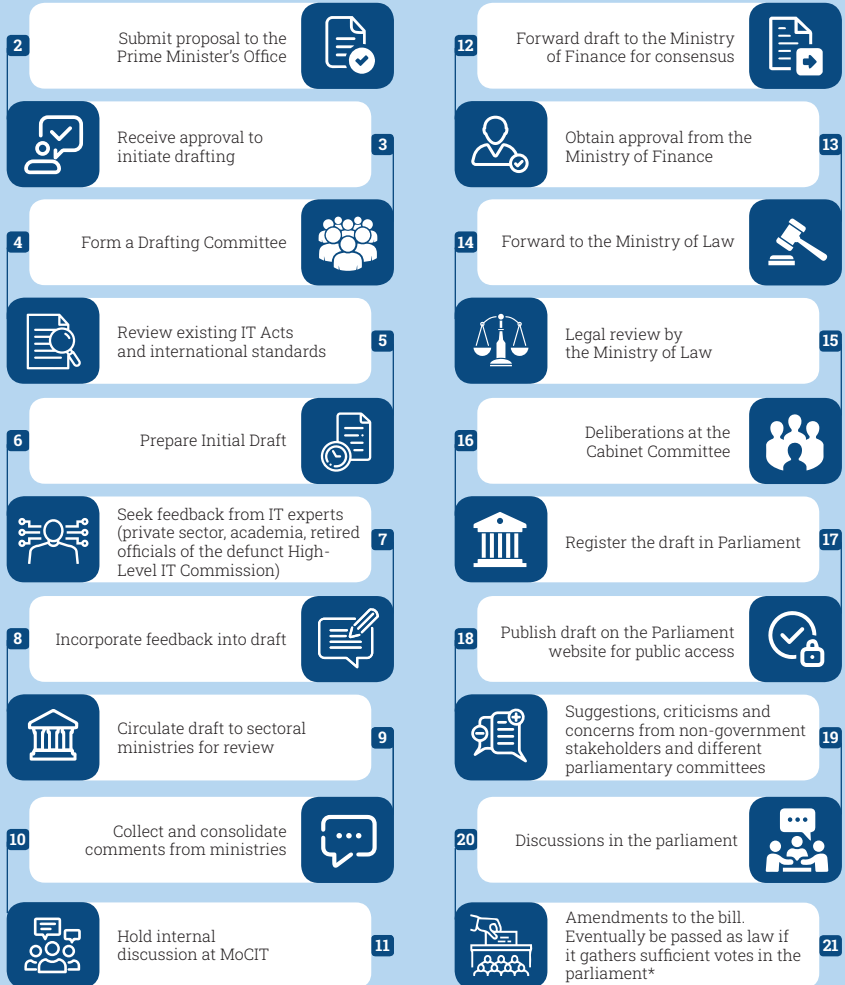 2
Submit proposal to the
Prime Minister's Office
Receive approval to
initiate drafting
3
4
Form a Drafting Committee
Review existing IT Acts
and international standards
5
6
Prepare Initial Draft
Seek feedback from IT experts
(private sector, academia, retired
officials of the defunct High-
Level IT Commission)
7
8
Incorporate feedback into draft
Circulate draft to sectoral
ministries for review
9
10
Collect and consolidate
comments from ministries
Hold internal
discussion at MoCIT
11
12
Forward draft to the Ministry
of Finance for consensus
Obtain approval from the
Ministry of Finance
13
14
Forward to the Ministry of Law
Legal review by
the Ministry of Law
15
16
Deliberations at the
Cabinet Committee
Register the draft in Parliament
17
18
Publish draft on the Parliament
website for public access
Suggestions, criticisms and
concerns from non-government
stakeholders and different
parliamentary committees
19
20
Discussions in the parliament
Amendments to the bill.
Eventually be passed as law if
it gathers sufficient votes in the
parliament*
21